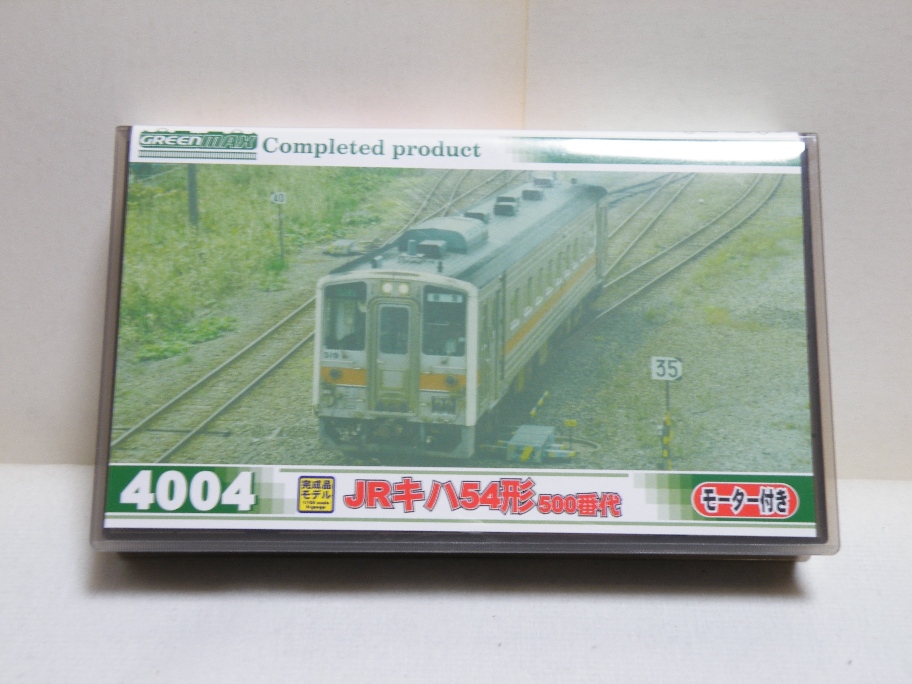 GREENMAX Completed product
35
519
4004
完成品
モデル
JRキハ54形 500番代
モーター付き